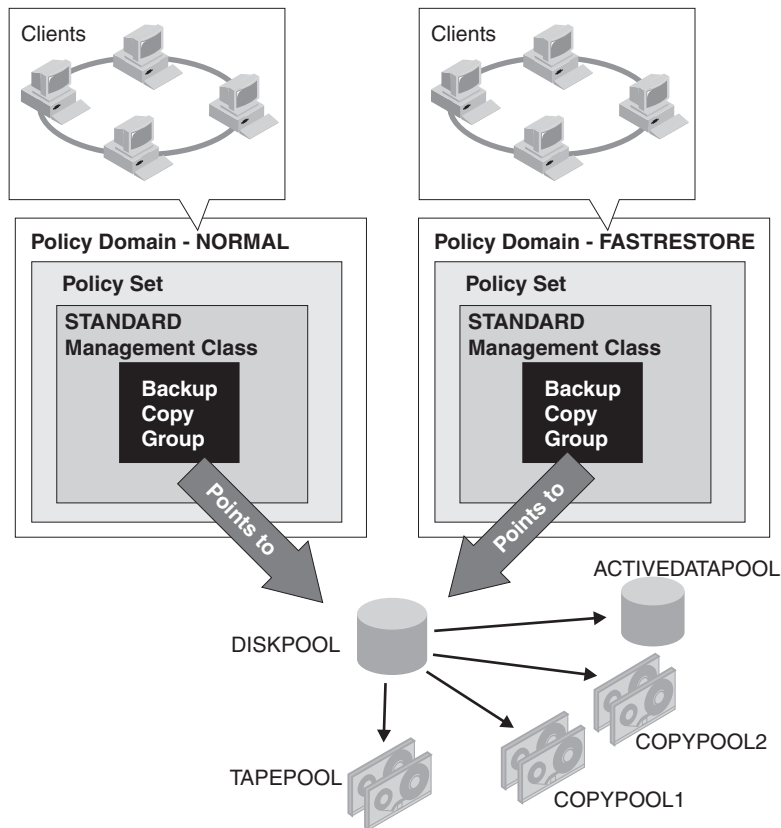 Clients
Clients
Policy Domain - NORMAL
Policy Domain - FASTRESTORE
Policy Set
Policy Set
STANDARD
Management Class
STANDARD
Management Class
Backup
Copy
Group
Backup
Copy
Group
Points to
Points to
ACTIVEDATAPOOL
DISKPOOL
COPYPOOL2
TAPEPOOL
COPYPOOL1